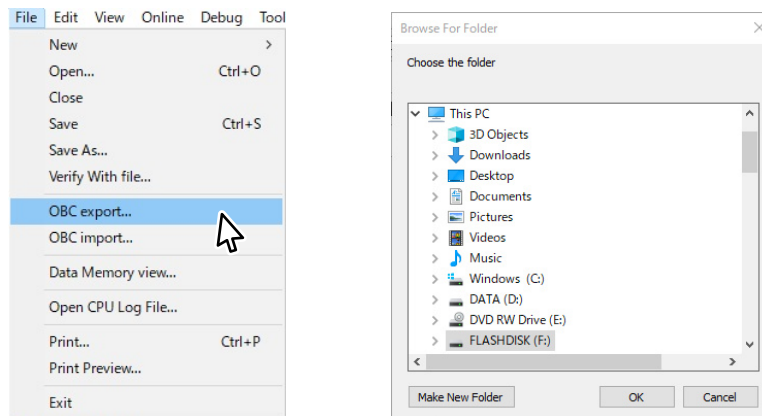 File Edit View Online Debug Tool
New
Open... Ctrl+O
Close
Save Ctrl+S
Save As...
Verify With file...
OBC export...
OBC import...
Data Memory view...
Open CPU Log File...
Print... Ctrl+P
Print Preview...
Exit
Browse For Folder
Choose the folder
This PC
3D Objects
Downloads
Desktop
Documents
Pictures
Videos
Music
Windows (C:)
DATA (D:)
DVD RW Drive (E:)
FLASHDISK (F:)
Make New Folder OK Cancel